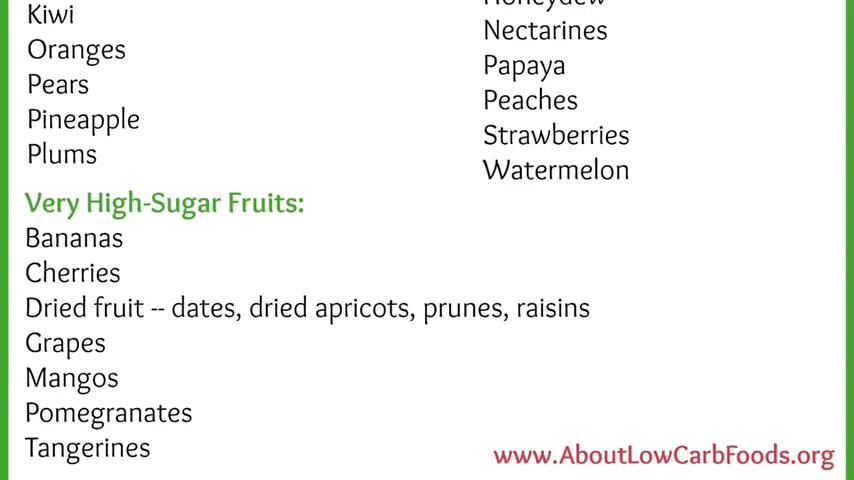 Kiwi
Oranges
Pears
Pineapple
Plums
Nectarines
Papaya
Peaches
Strawberries
Watermelon
Very High-Sugar Fruits:
Bananas
Cherries
Dried fruit -- dates, dried apricots, prunes, raisins
Grapes
Mangos
Pomegranates
Tangerines
www.AboutLowCarbFoods.org